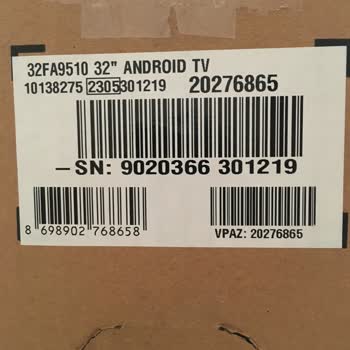 32FA9510 32" ANDROID TV
10138275 2305301219 20276865
-SN: 9020366 301219
8 698902 768658
VPAZ: 20276865